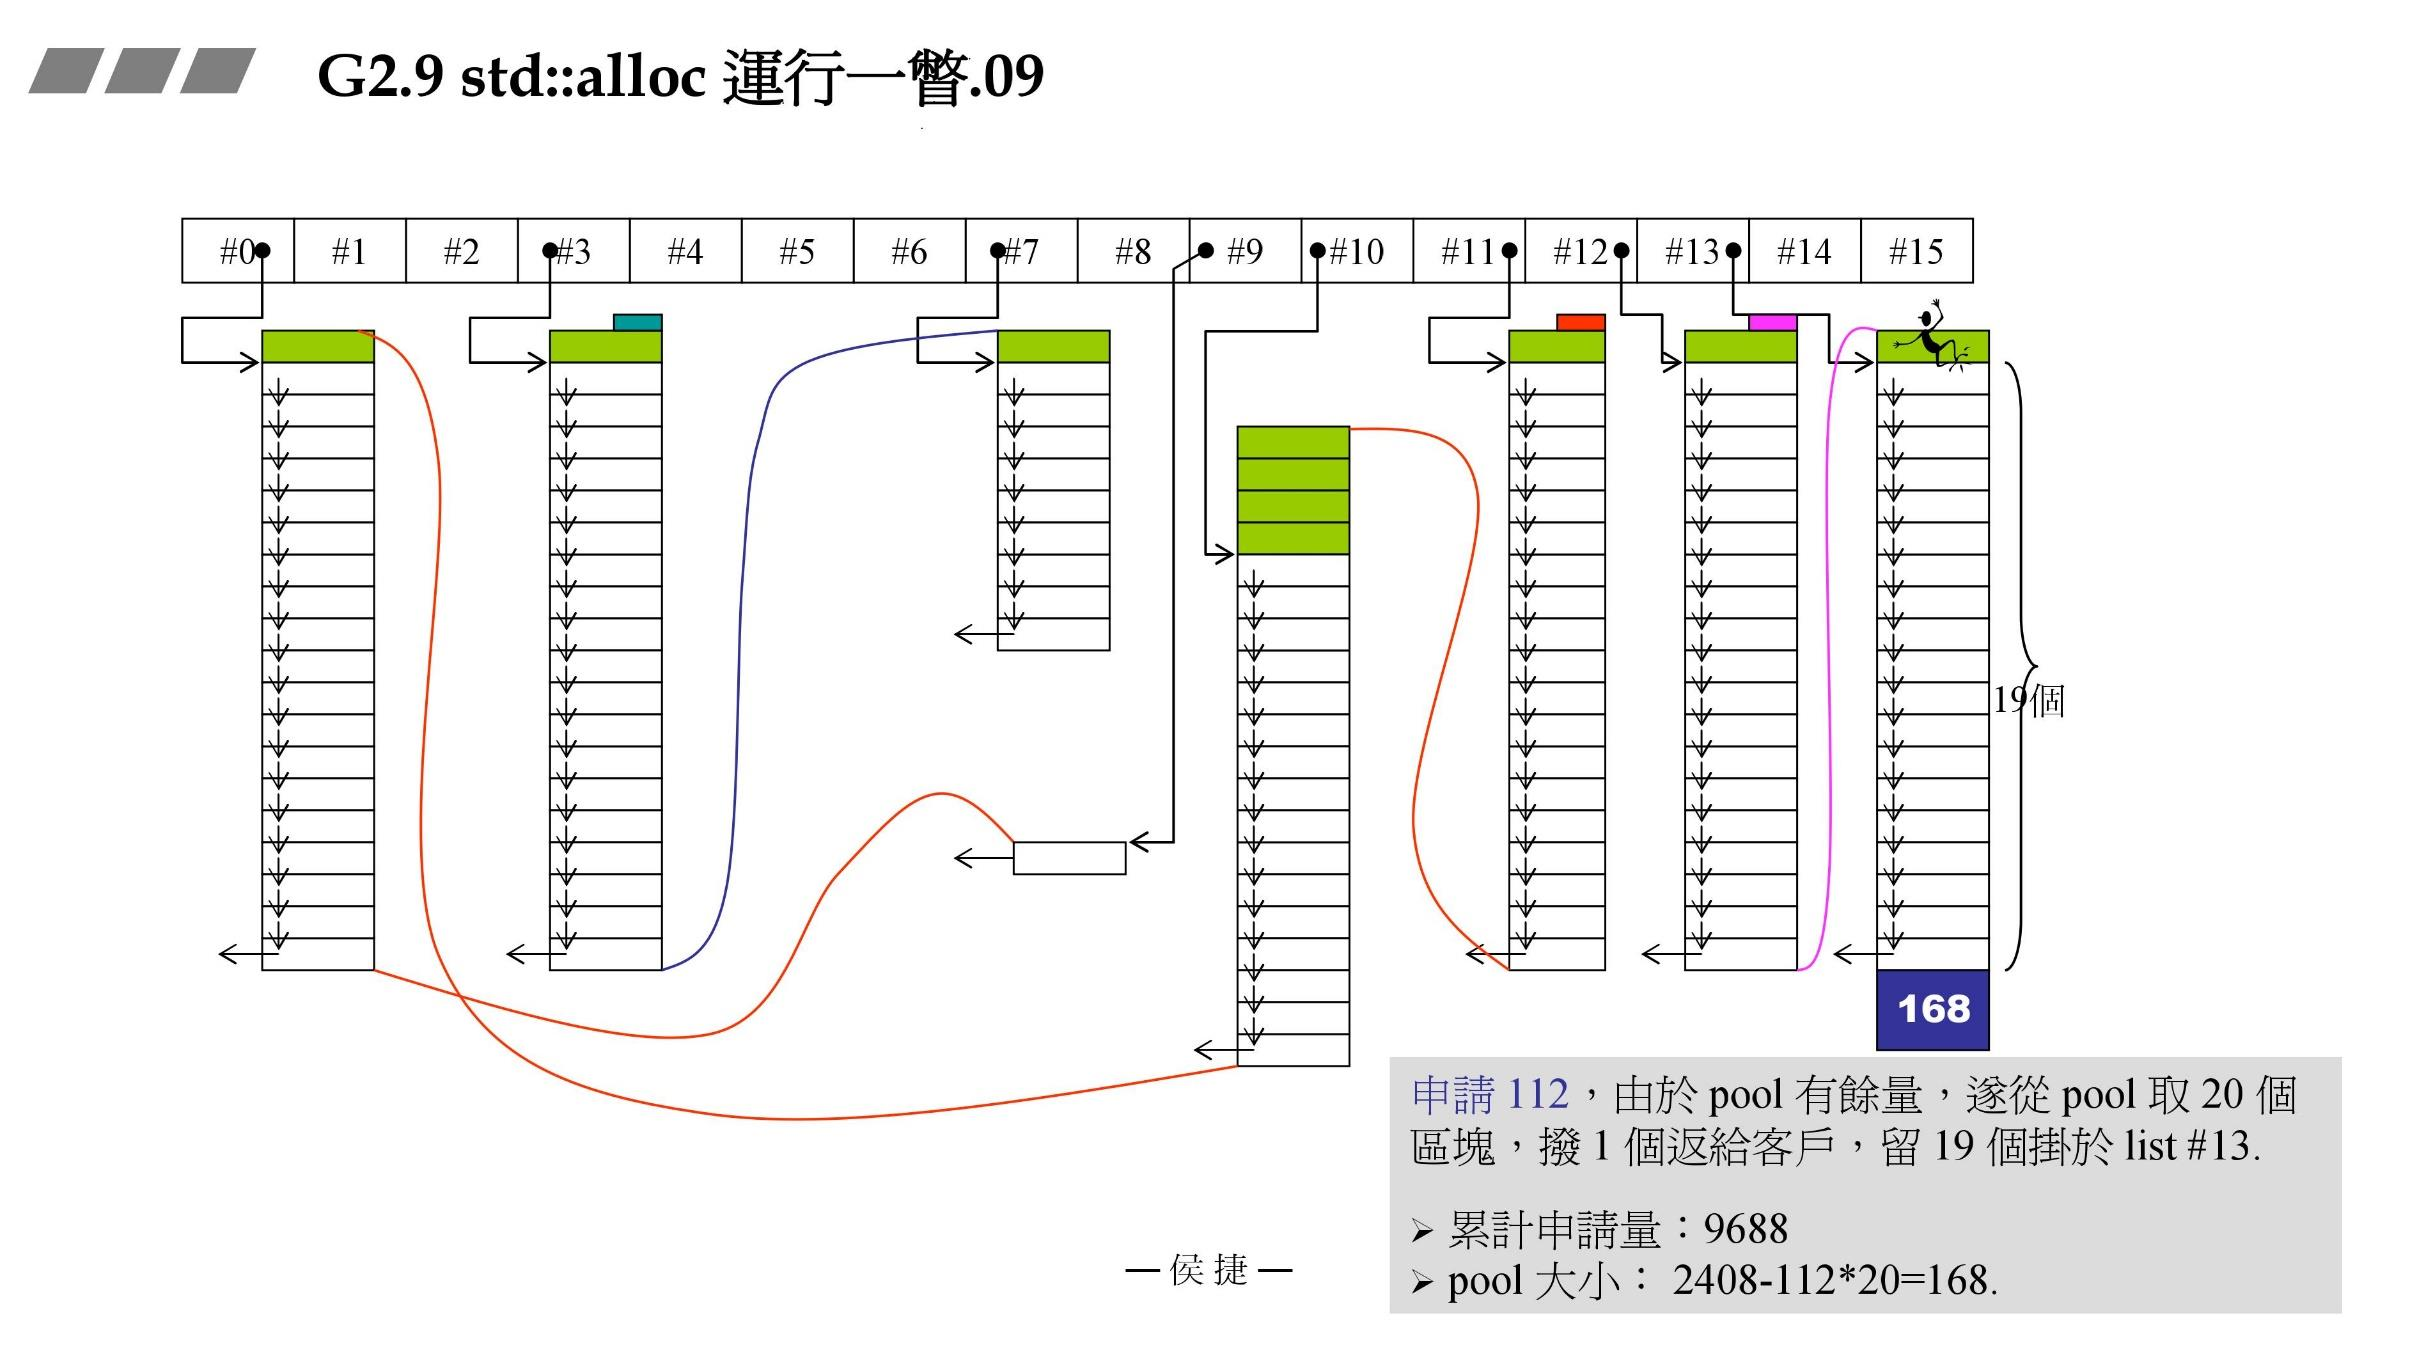 G2.9 std::alloc 運行一瞥.09
#0 #1 #2 #3 #4 #5 #6 #7 #8 #9 #10 #11 #12 #13 #14 #15
19個
168
申請 112，由於 pool 有餘量，遂從 pool 取 20 個
區塊，撥 1 個返給客戶，留 19 個掛於 list #13.
➢ 累計申請量：9688
➢ pool 大小： 2408-112*20=168.
— 侯 捷 —